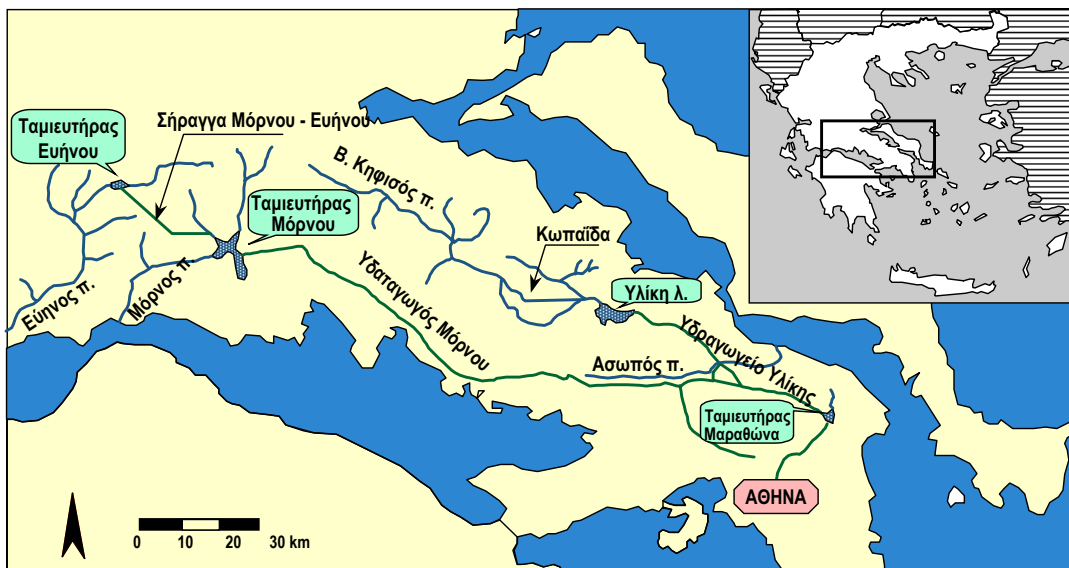 Ταμιευτήρας
Ευήνου
Σήραγγα Μόρνου - Ευήνου
Β. Κηφισός π.
Ταμιευτήρας
Μόρνου
Κωπαΐδα
Εύηνος π.
Μόρνος π.
Υδαταγωγός Μόρνου
Υλίκη λ.
Υδραγωγείο Υλίκης
Ασωπός π.
Ταμιευτήρας
Μαραθώνα
ΑΘΗΝΑ
0 10 20 30 km